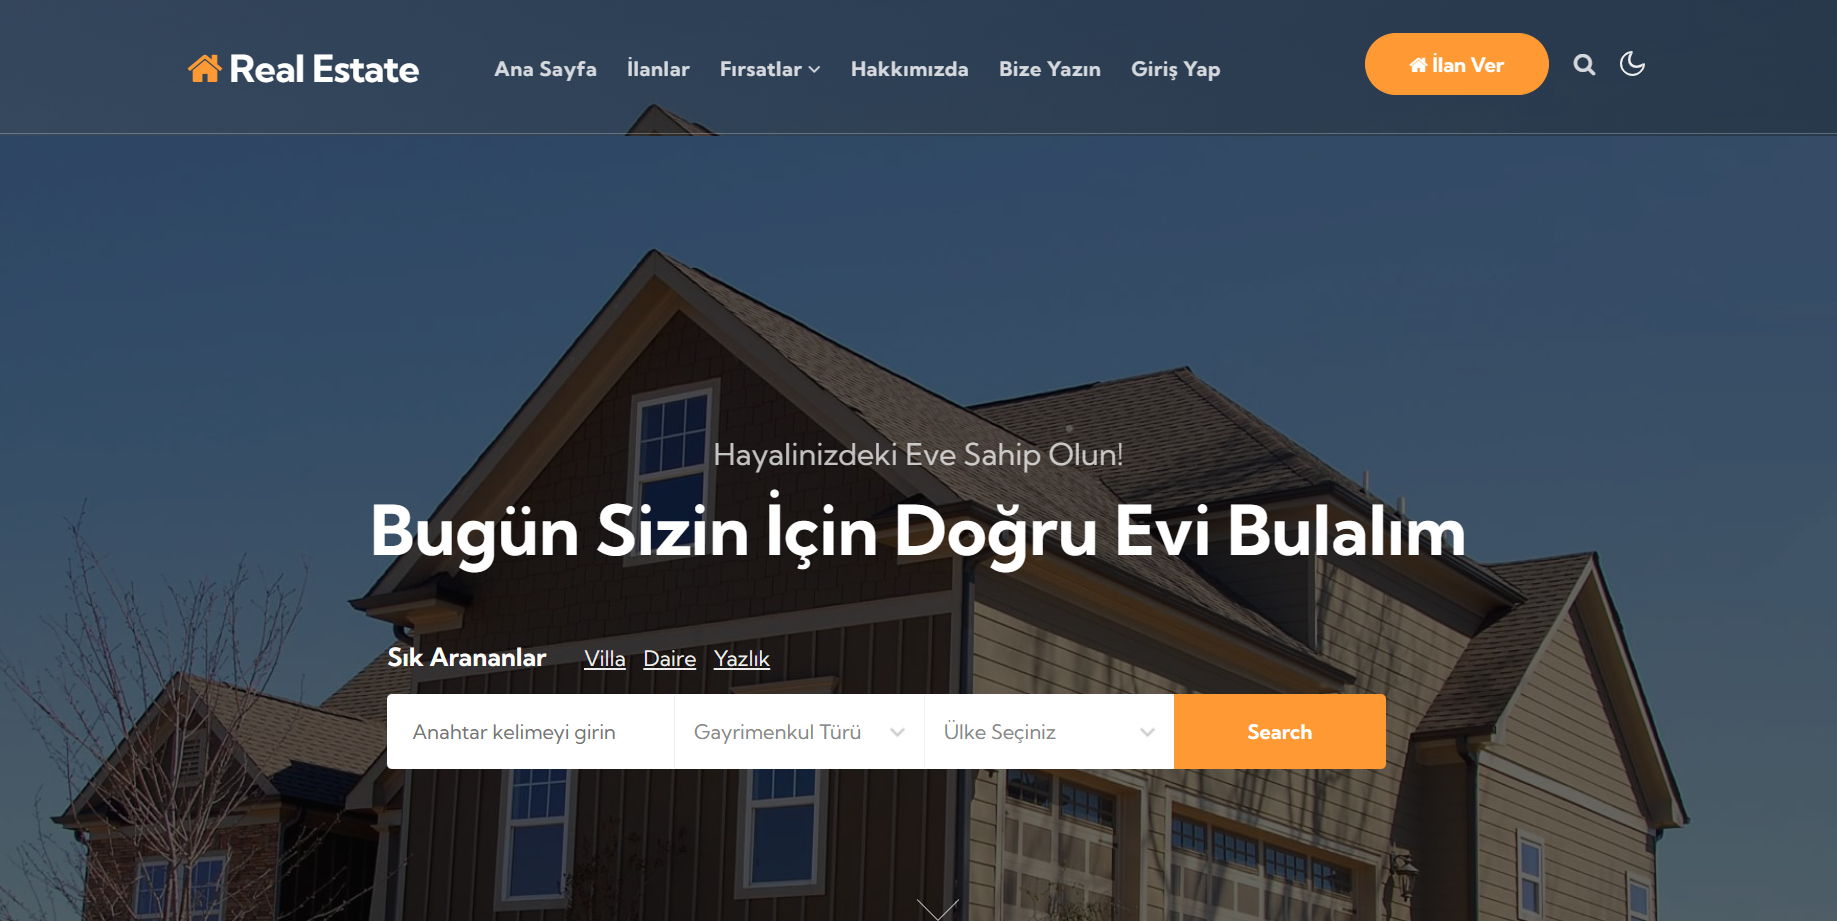 Real Estate
Ana Sayfa İlanlar Fırsatlar Hakkımızda Bize Yazın Giriş Yap
İlan Ver
Hayalinizdeki Eve Sahip Olun!
Bugün Sizin İçin Doğru Evi Bulalım
Sık Arananlar Villa Daire Yazlık
Anahtar kelimeyi girin Gayrimenkul Türü Ülke Seçiniz Search